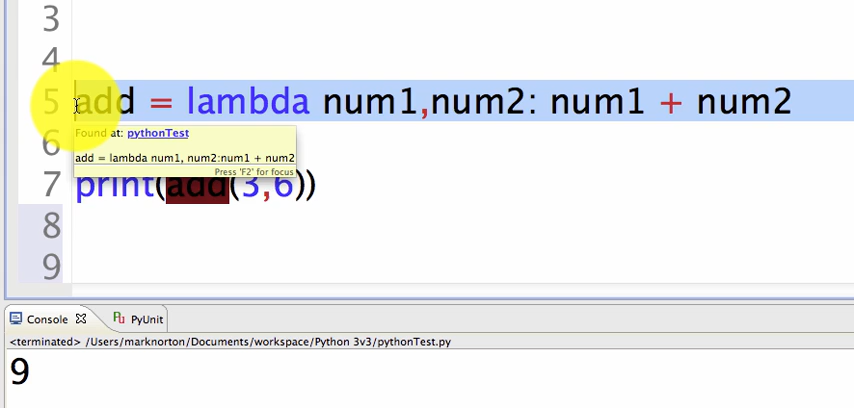 3
4
5 add = lambda num1,num2: num1 + num2
Found at: pythonTest
6
add = lambda num1, num2:num1 + num2
Press 'F2' for focus
7 print(add(3,6))
8
9
Console PyUnit
<terminated> /Users/marknorton/Documents/workspace/Python 3v3/pythonTest.py
9